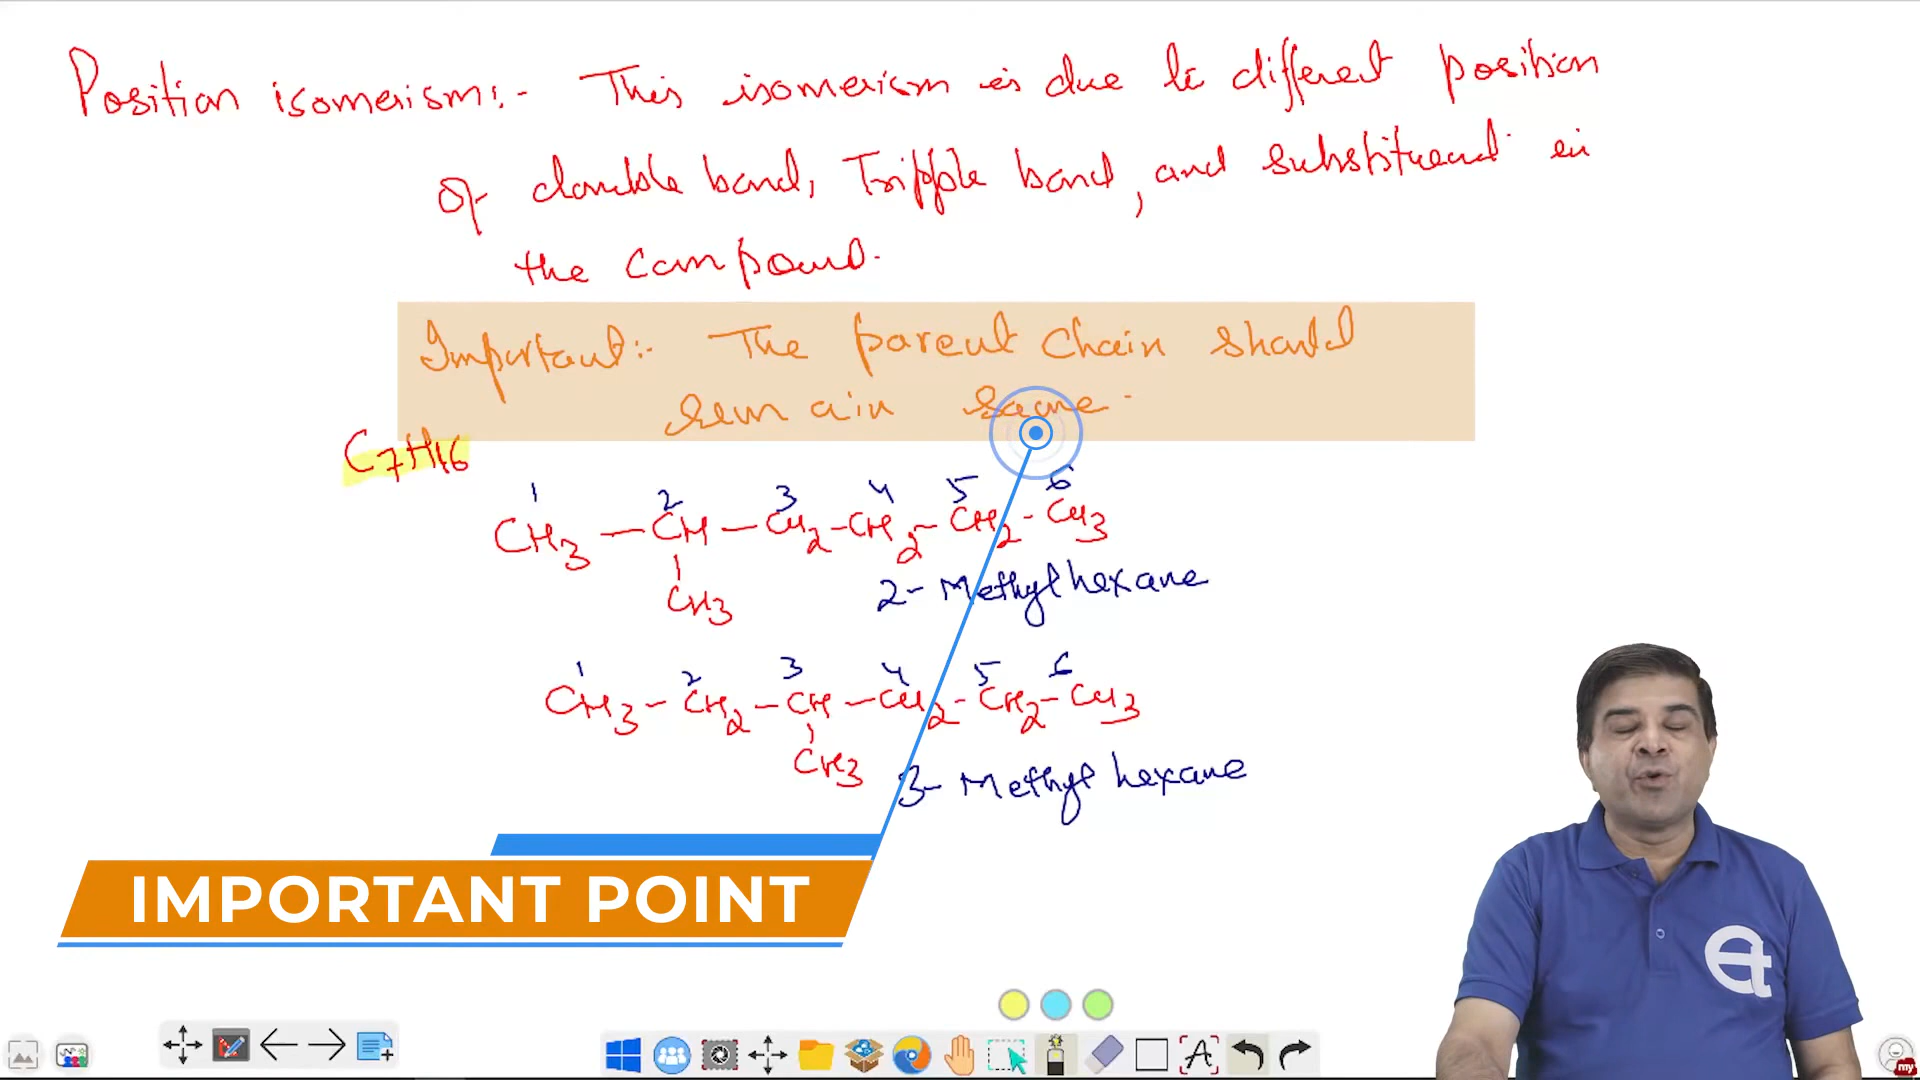 Position isomerism:- This isomerism is due to different position
of double bond, Tripple bond, and substituent in
the compound.
Important:- The parent chain should
remain same.
C7H16
1 2 3 4 5 6
CH3 — CH — CH2 - CH2 - CH2 - CH3
CH3
2- Methylhexane
1 2 3 4 5 6
CH3 - CH2 - CH - CH2 - CH2 - CH3
CH3
3- Methyl hexane
IMPORTANT POINT
et
A
my